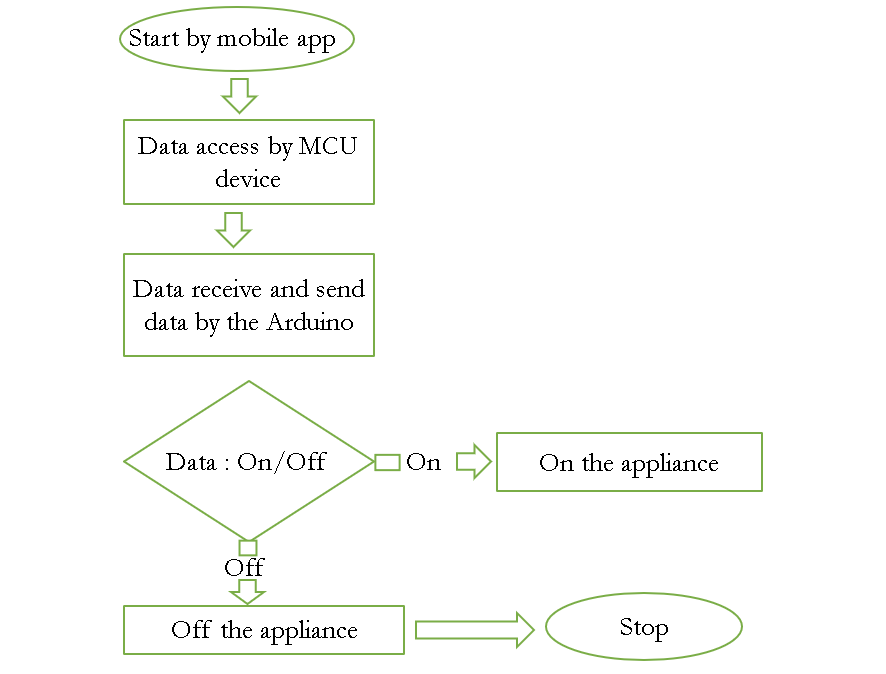 Start by mobile app
Data access by MCU
device
Data receive and send
data by the Arduino
Data : On/Off
On
On the appliance
Off
Off the appliance
Stop